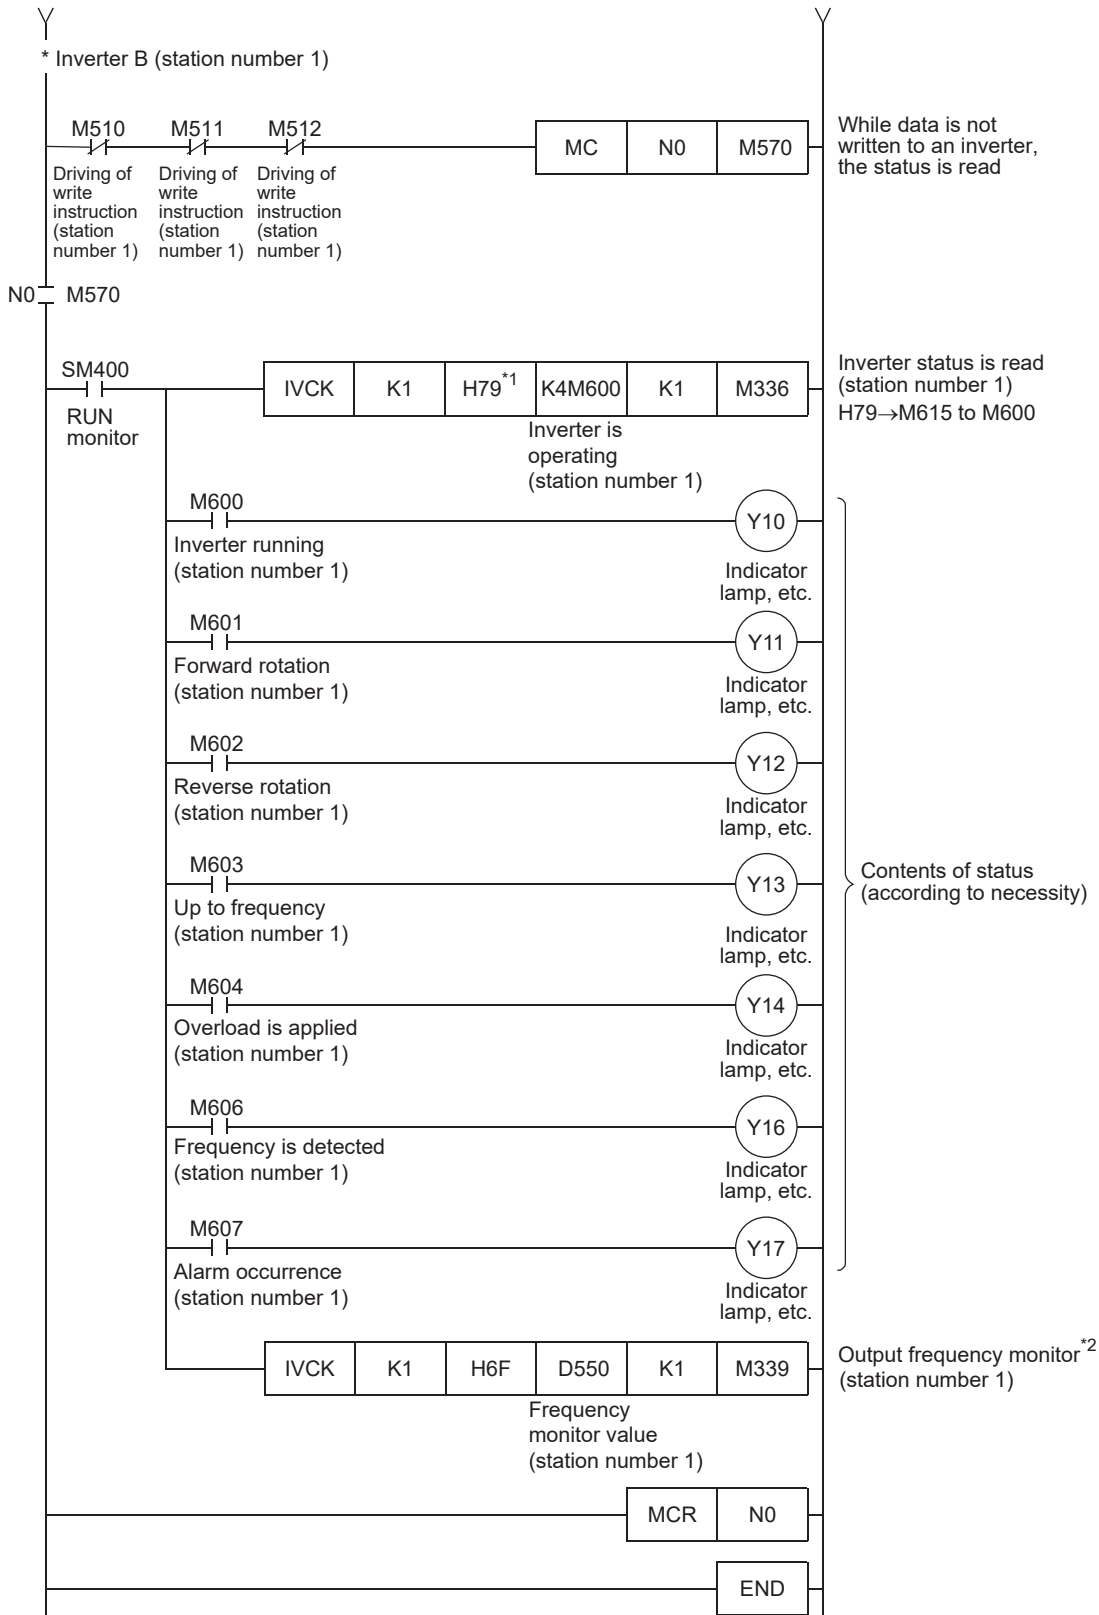 * Inverter B (station number 1)
M510 M511 M512
MC N0 M570
While data is not
written to an inverter,
the status is read
Driving of
write
instruction
(station
number 1)
Driving of
write
instruction
(station
number 1)
Driving of
write
instruction
(station
number 1)
N0 M570
SM400
RUN
monitor
IVCK K1 H79*1 K4M600 K1 M336
Inverter is
operating
(station number 1)
Inverter status is read
(station number 1)
H79→M615 to M600
M600
Inverter running
(station number 1)
Y10
Indicator
lamp, etc.
M601
Forward rotation
(station number 1)
Y11
Indicator
lamp, etc.
M602
Reverse rotation
(station number 1)
Y12
Indicator
lamp, etc.
M603
Up to frequency
(station number 1)
Y13
Indicator
lamp, etc.
Contents of status
(according to necessity)
M604
Overload is applied
(station number 1)
Y14
Indicator
lamp, etc.
M606
Frequency is detected
(station number 1)
Y16
Indicator
lamp, etc.
M607
Alarm occurrence
(station number 1)
Y17
Indicator
lamp, etc.
IVCK K1 H6F D550 K1 M339
Frequency
monitor value
(station number 1)
Output frequency monitor*2
(station number 1)
MCR N0
END